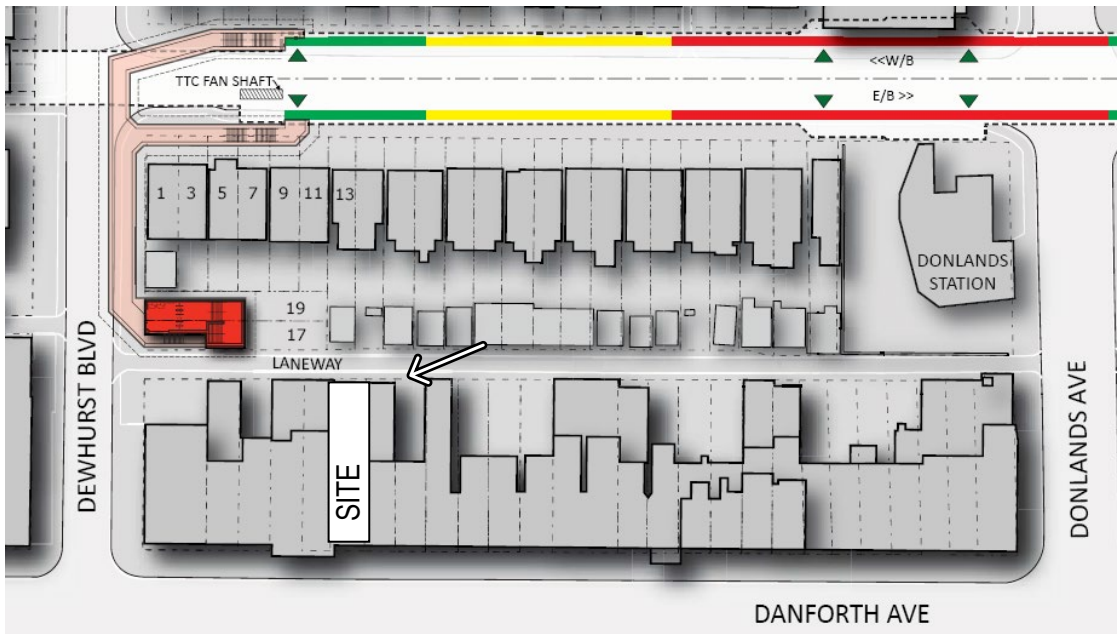 <<W/B
TTC FAN SHAFT
E/B >>
1 3 5 7 9 11 13
DONLANDS
STATION
19
17
LANEWAY
DEWHURST BLVD
SITE
DONLANDS AVE
DANFORTH AVE